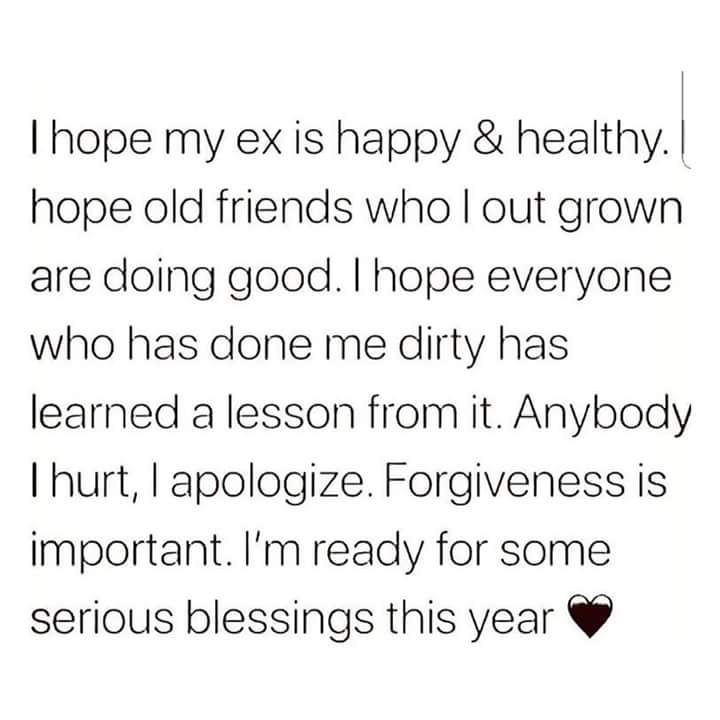 I hope my ex is happy & healthy. I
hope old friends who I out grown
are doing good. I hope everyone
who has done me dirty has
learned a lesson from it. Anybody
I hurt, I apologize. Forgiveness is
important. I'm ready for some
serious blessings this year 🖤